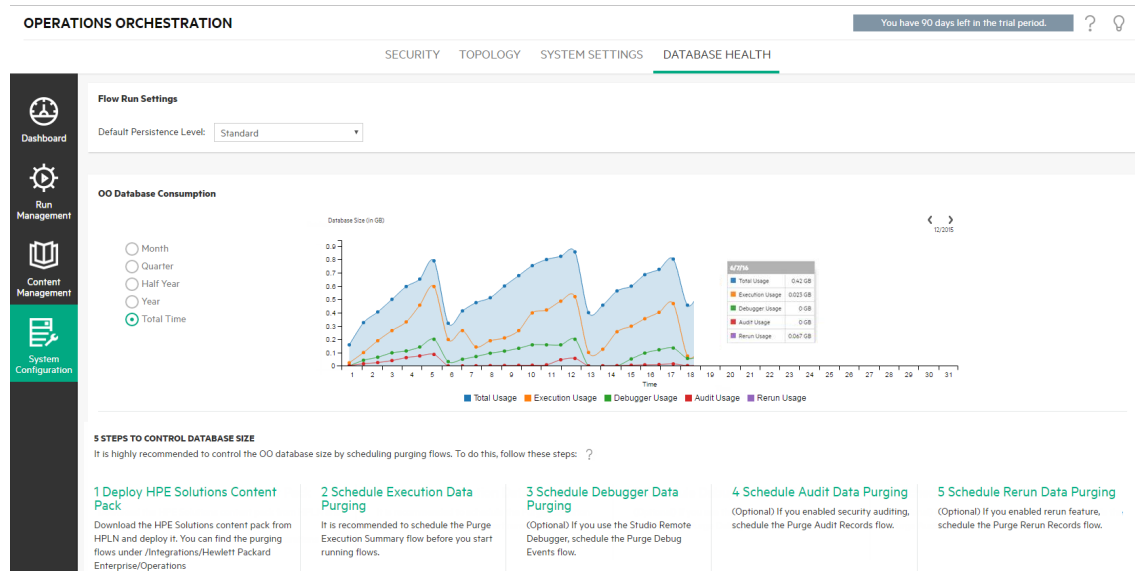 OPERATIONS ORCHESTRATION
You have 90 days left in the trial period.
?
SECURITY TOPOLOGY SYSTEM SETTINGS DATABASE HEALTH
Dashboard
Run
Management
Content
Management
System
Configuration
Flow Run Settings
Default Persistence Level: Standard
OO Database Consumption
Month
Quarter
Half Year
Year
Total Time
Database Size (in GB)
12/2015
0.9
0.8
0.7
0.6
0.5
0.4
0.3
0.2
0.1
0
1 2 3 4 5 6 7 8 9 10 11 12 13 14 15 16 17 18 19 20 21 22 23 24 25 26 27 28 29 30 31
Time
6/7/16
Total Usage 0.42 GB
Execution Usage 0.023 GB
Debugger Usage 0 GB
Audit Usage 0 GB
Rerun Usage 0.067 GB
Total Usage Execution Usage Debugger Usage Audit Usage Rerun Usage
5 STEPS TO CONTROL DATABASE SIZE
It is highly recommended to control the OO database size by scheduling purging flows. To do this, follow these steps: ?
1 Deploy HPE Solutions Content
Pack
Download the HPE Solutions content pack from
HPLN and deploy it. You can find the purging
flows under /Integrations/Hewlett Packard
Enterprise/Operations
2 Schedule Execution Data
Purging
It is recommended to schedule the Purge
Execution Summary flow before you start
running flows.
3 Schedule Debugger Data
Purging
(Optional) If you use the Studio Remote
Debugger, schedule the Purge Debug
Events flow.
4 Schedule Audit Data Purging
(Optional) If you enabled security auditing,
schedule the Purge Audit Records flow.
5 Schedule Rerun Data Purging
(Optional) If you enabled rerun feature,
schedule the Purge Rerun Records flow.